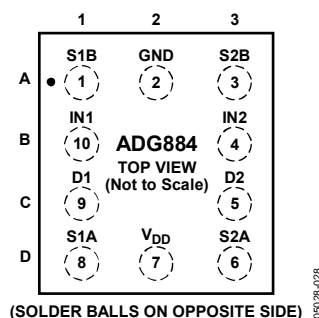 1 2 3
S1B GND S2B
A 1 2 3
IN1 IN2
B 10 ADG884 4
TOP VIEW
(Not to Scale)
D1 D2
C 9 5
S1A VDD S2A
D 8 7 6
(SOLDER BALLS ON OPPOSITE SIDE)
05028-028